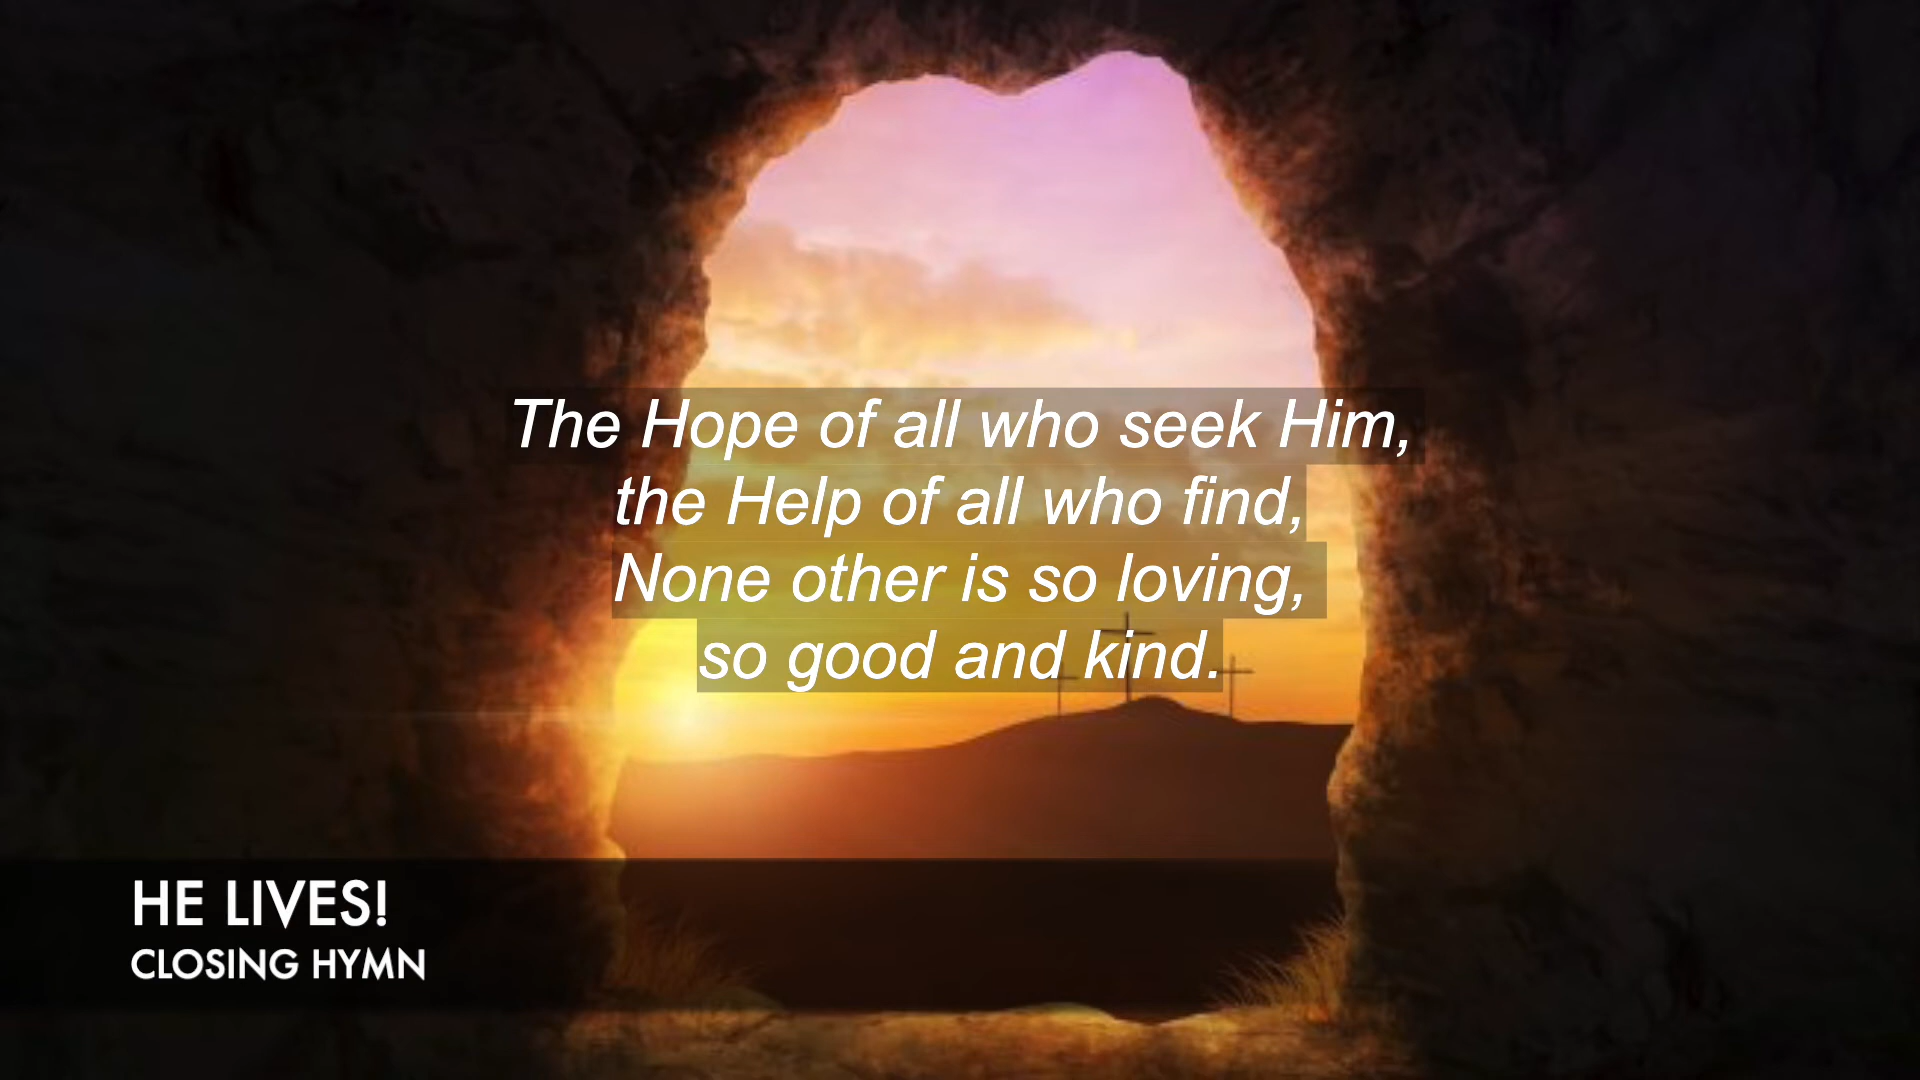 The Hope of all who seek Him,
the Help of all who find,
None other is so loving,
so good and kind.
HE LIVES!
CLOSING HYMN